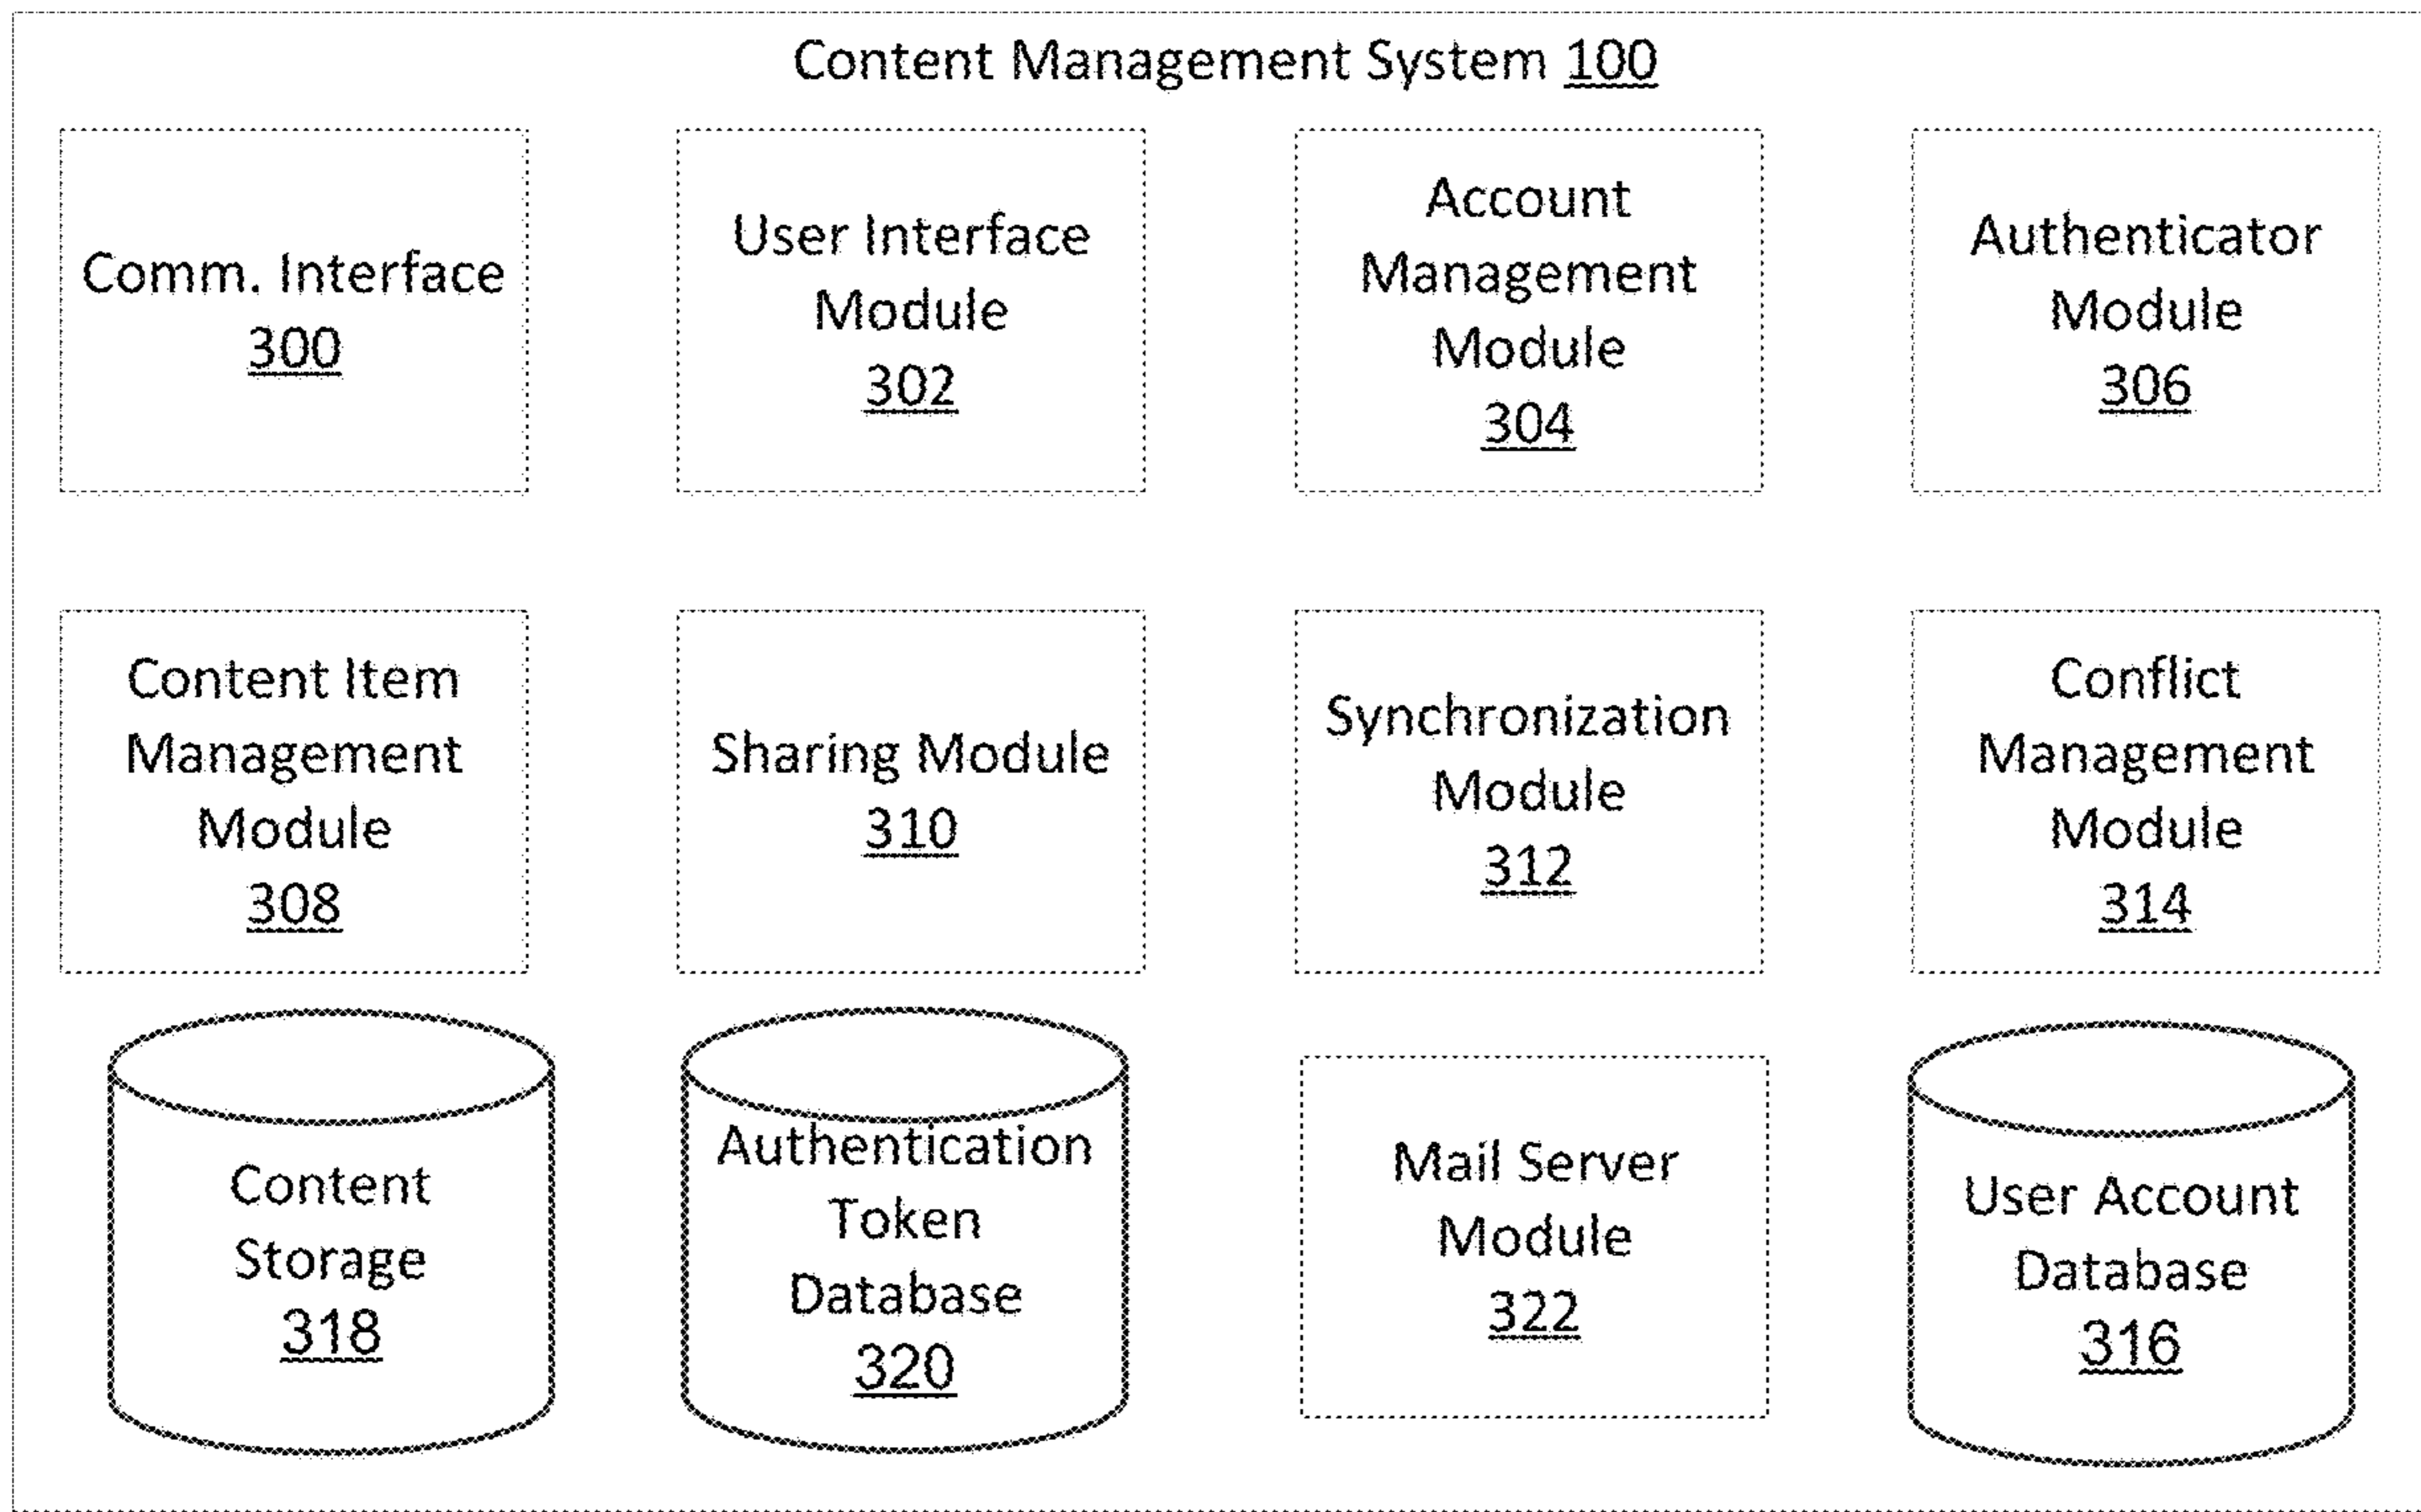 Content Management System 100
Comm. Interface
300
User Interface
Module
302
Account
Management
Module
304
Authenticator
Module
306
Content Item
Management
Module
308
Sharing Module
310
Synchronization
Module
312
Conflict
Management
Module
314
Content
Storage
318
Authentication
Token
Database
320
Mail Server
Module
322
User Account
Database
316